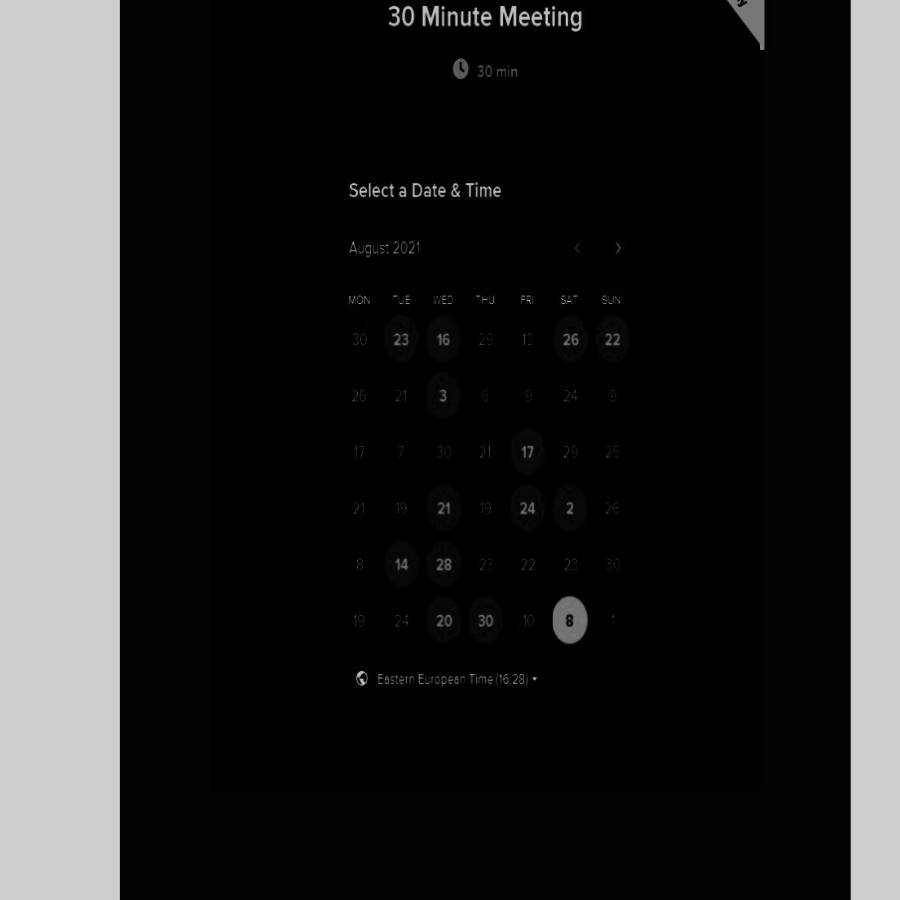 30 Minute Meeting
30 min
Select a Date & Time
August 2021
MON TUE WED THU FRI SAT SUN
30 23 16 29 13 26 22
26 21 3 6 9 24 9
17 7 30 21 17 29 25
21 19 21 19 24 2 26
8 14 28 23 22 23 30
19 24 20 30 10 8 1
Eastern European Time (16:28)